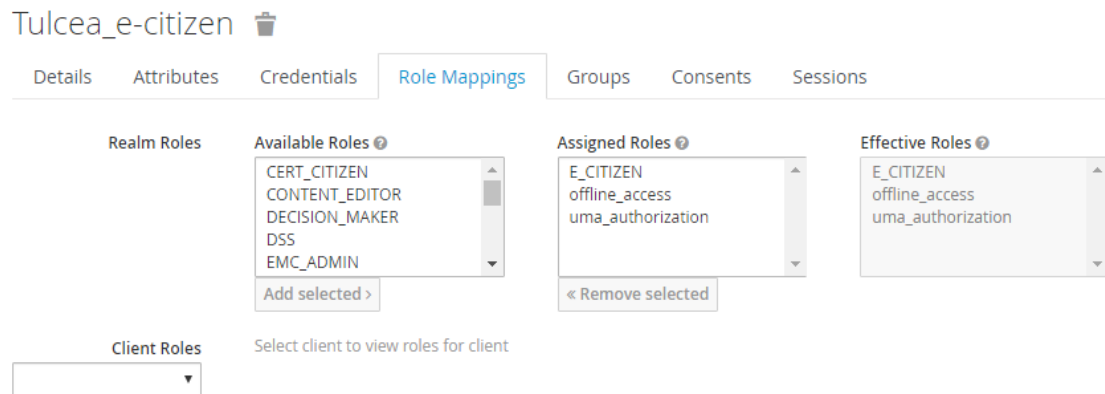 Tulcea_e-citizen
Details Attributes Credentials Role Mappings Groups Consents Sessions
Realm Roles Available Roles Assigned Roles Effective Roles
CERT_CITIZEN E_CITIZEN E_CITIZEN
CONTENT_EDITOR offline_access offline_access
DECISION_MAKER uma_authorization uma_authorization
DSS
EMC_ADMIN
Add selected › « Remove selected
Client Roles Select client to view roles for client